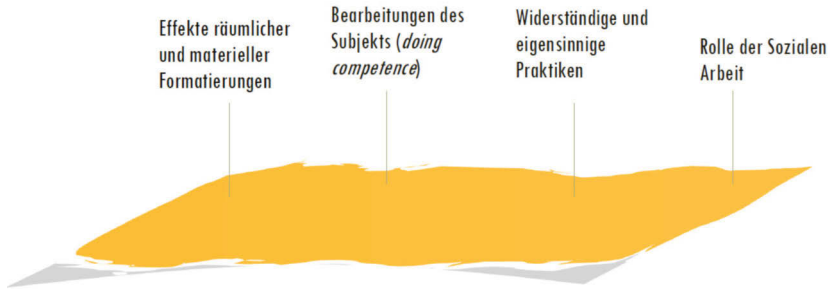 Effekte räumlicher
und materieller
Formatierungen
Bearbeitungen des
Subjekts (doing
competence)
Widerständige und
eigensinnige
Praktiken
Rolle der Sozialen
Arbeit